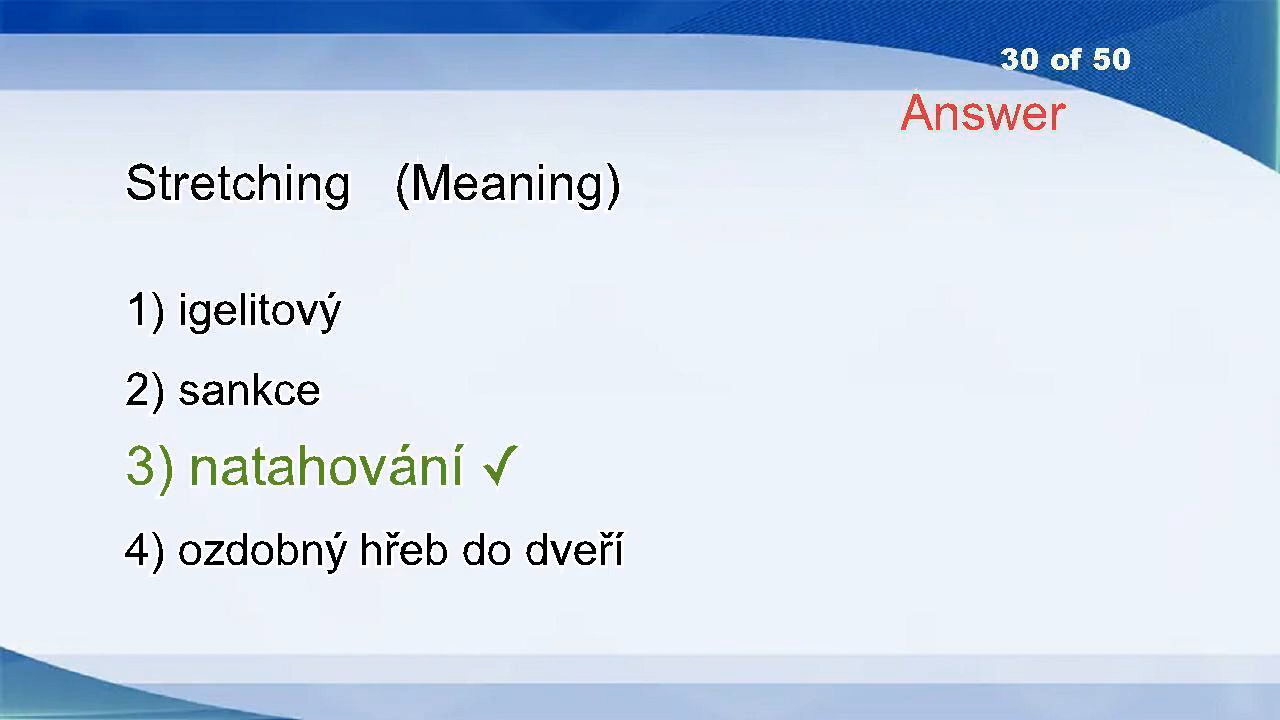 30 of 50
Answer
Stretching (Meaning)
1) igelitový
2) sankce
3) natahování ✓
4) ozdobný hřeb do dveří